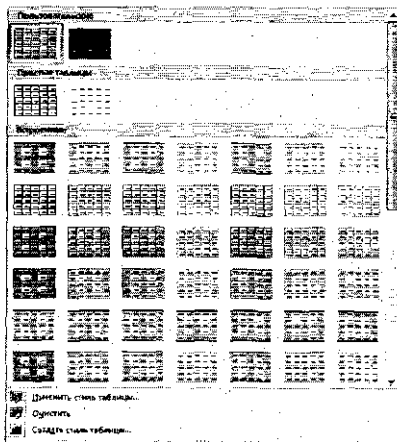 Пользовательские
Простые таблицы
Встроенные
Изменить стиль таблицы...
Очистить
Создать стиль таблицы...